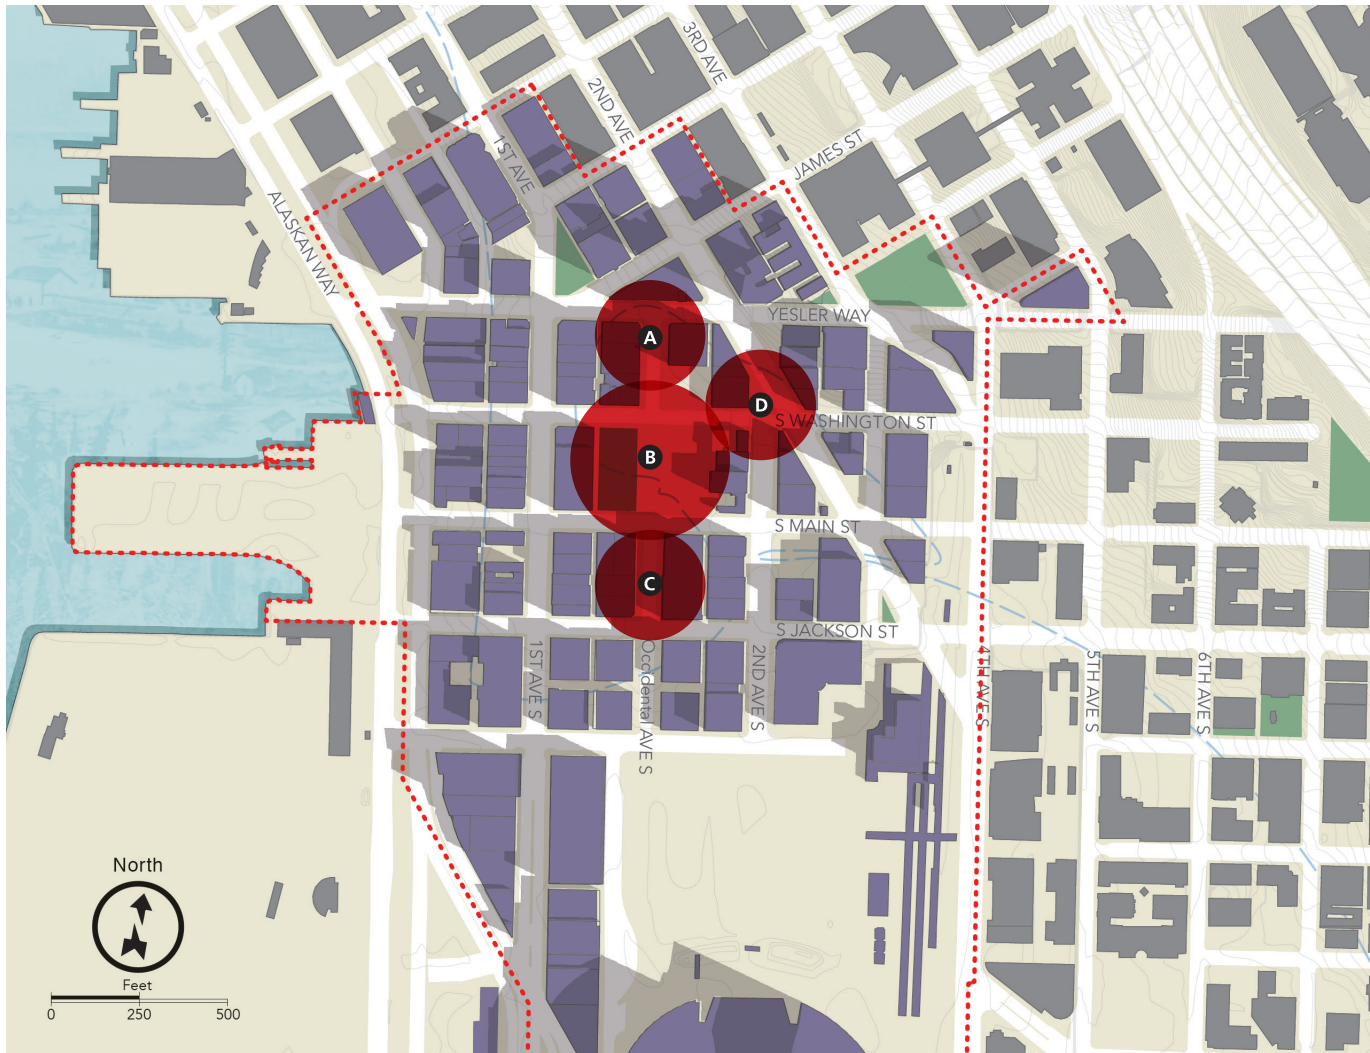 3RD AVE
2ND AVE
1ST AVE
JAMES ST
ALASKAN WAY
YESLER WAY
A
D
S WASHINGTON ST
B
S MAIN ST
C
S JACKSON ST
1ST AVE S
Occidental AVE S
2ND AVE S
4TH AVE S
5TH AVE S
6TH AVE S
North
Feet
0 250 500